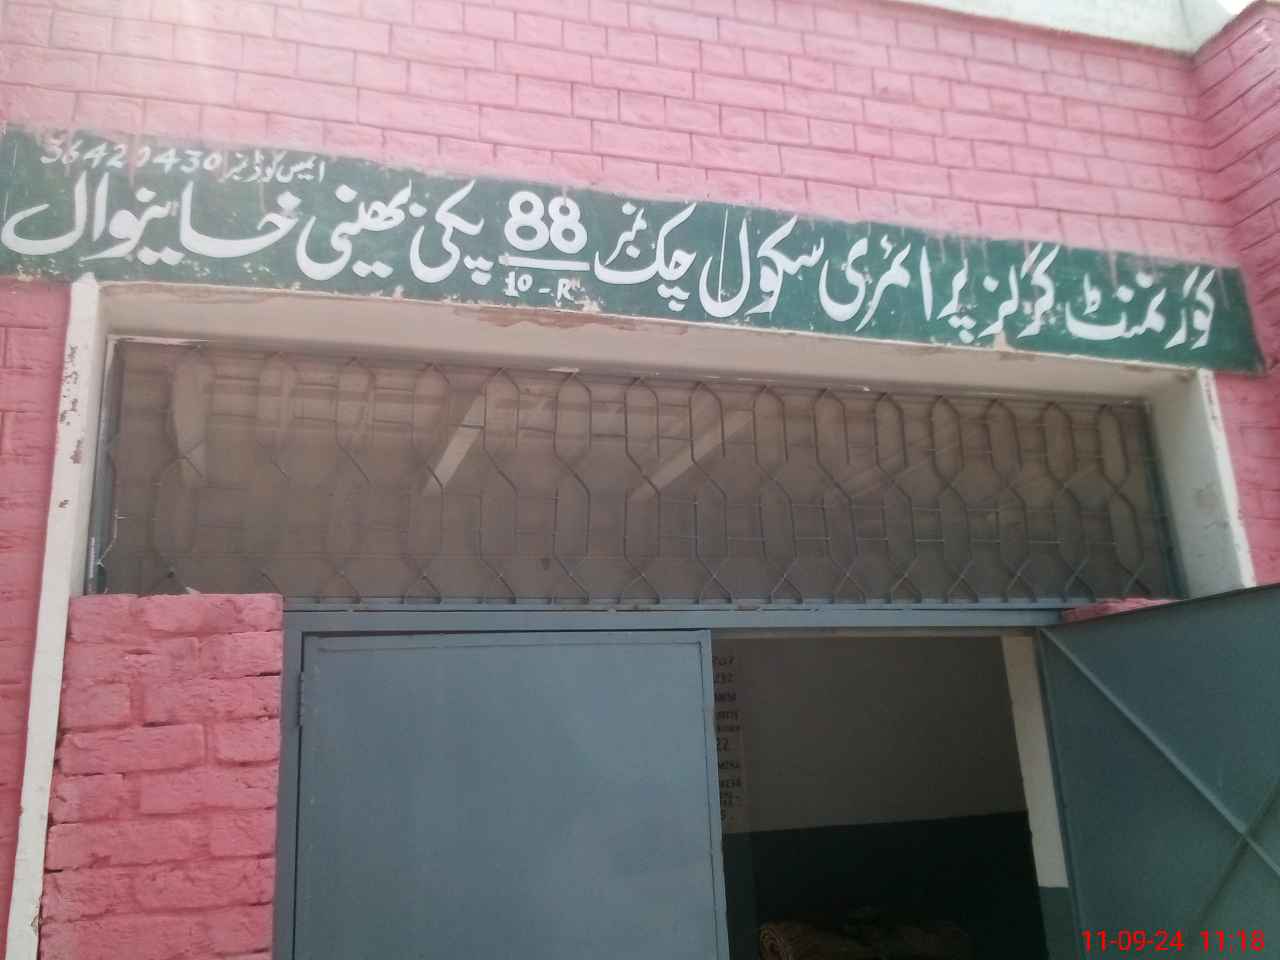 ایمس کوڈ نمبر 36420430
گورنمنٹ گرلز پرائمری سکول چک نمبر 88/10-R پکی بھینی خانیوال
11-09-24 11:18